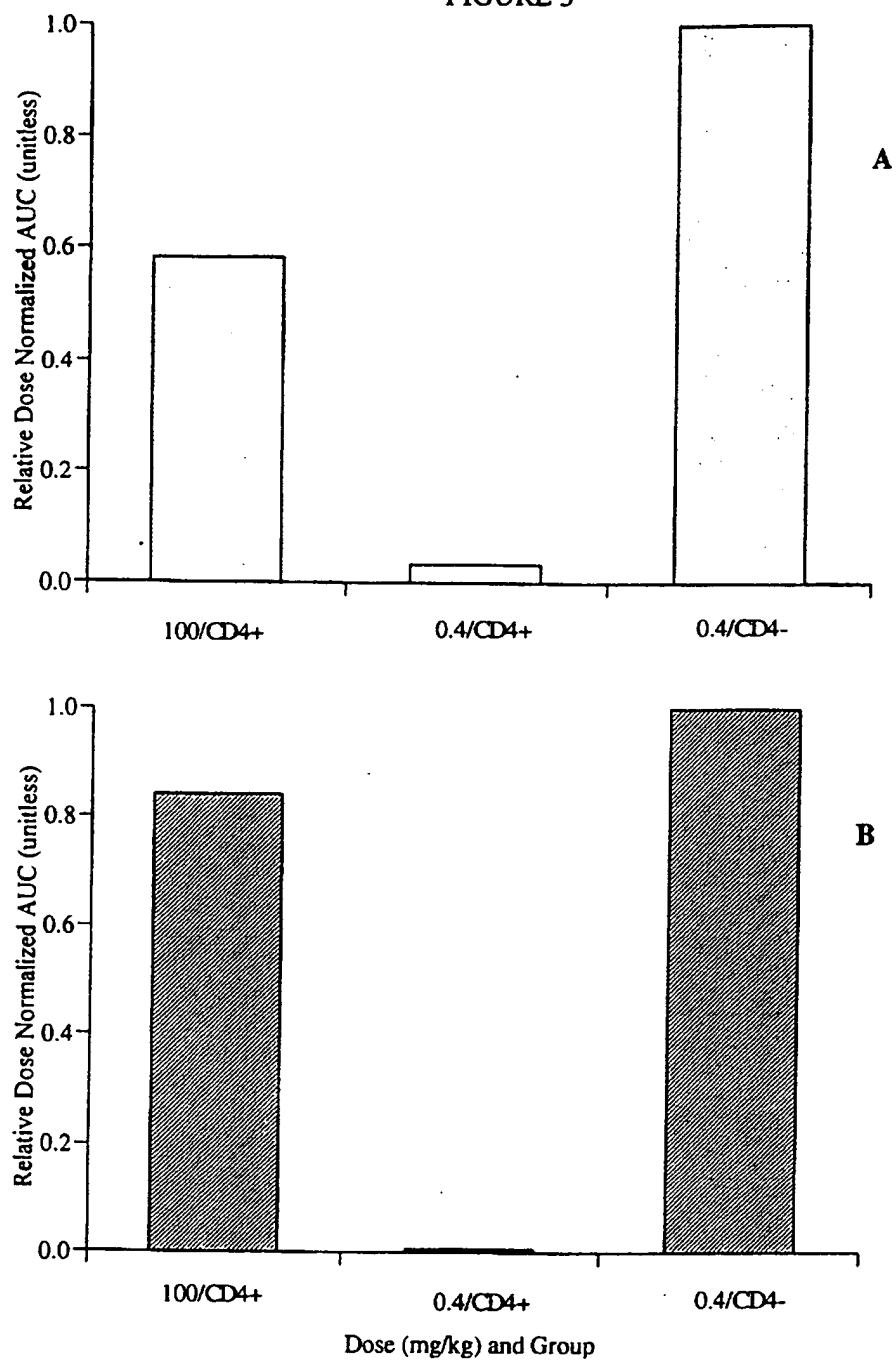 1.0
0.8
0.6
0.4
0.2
0.0
Relative Dose Normalized AUC (unitless)
A
100/CD4+
0.4/CD4+
0.4/CD4-
1.0
0.8
0.6
0.4
0.2
0.0
Relative Dose Normalized AUC (unitless)
B
100/CD4+
0.4/CD4+
0.4/CD4-
Dose (mg/kg) and Group